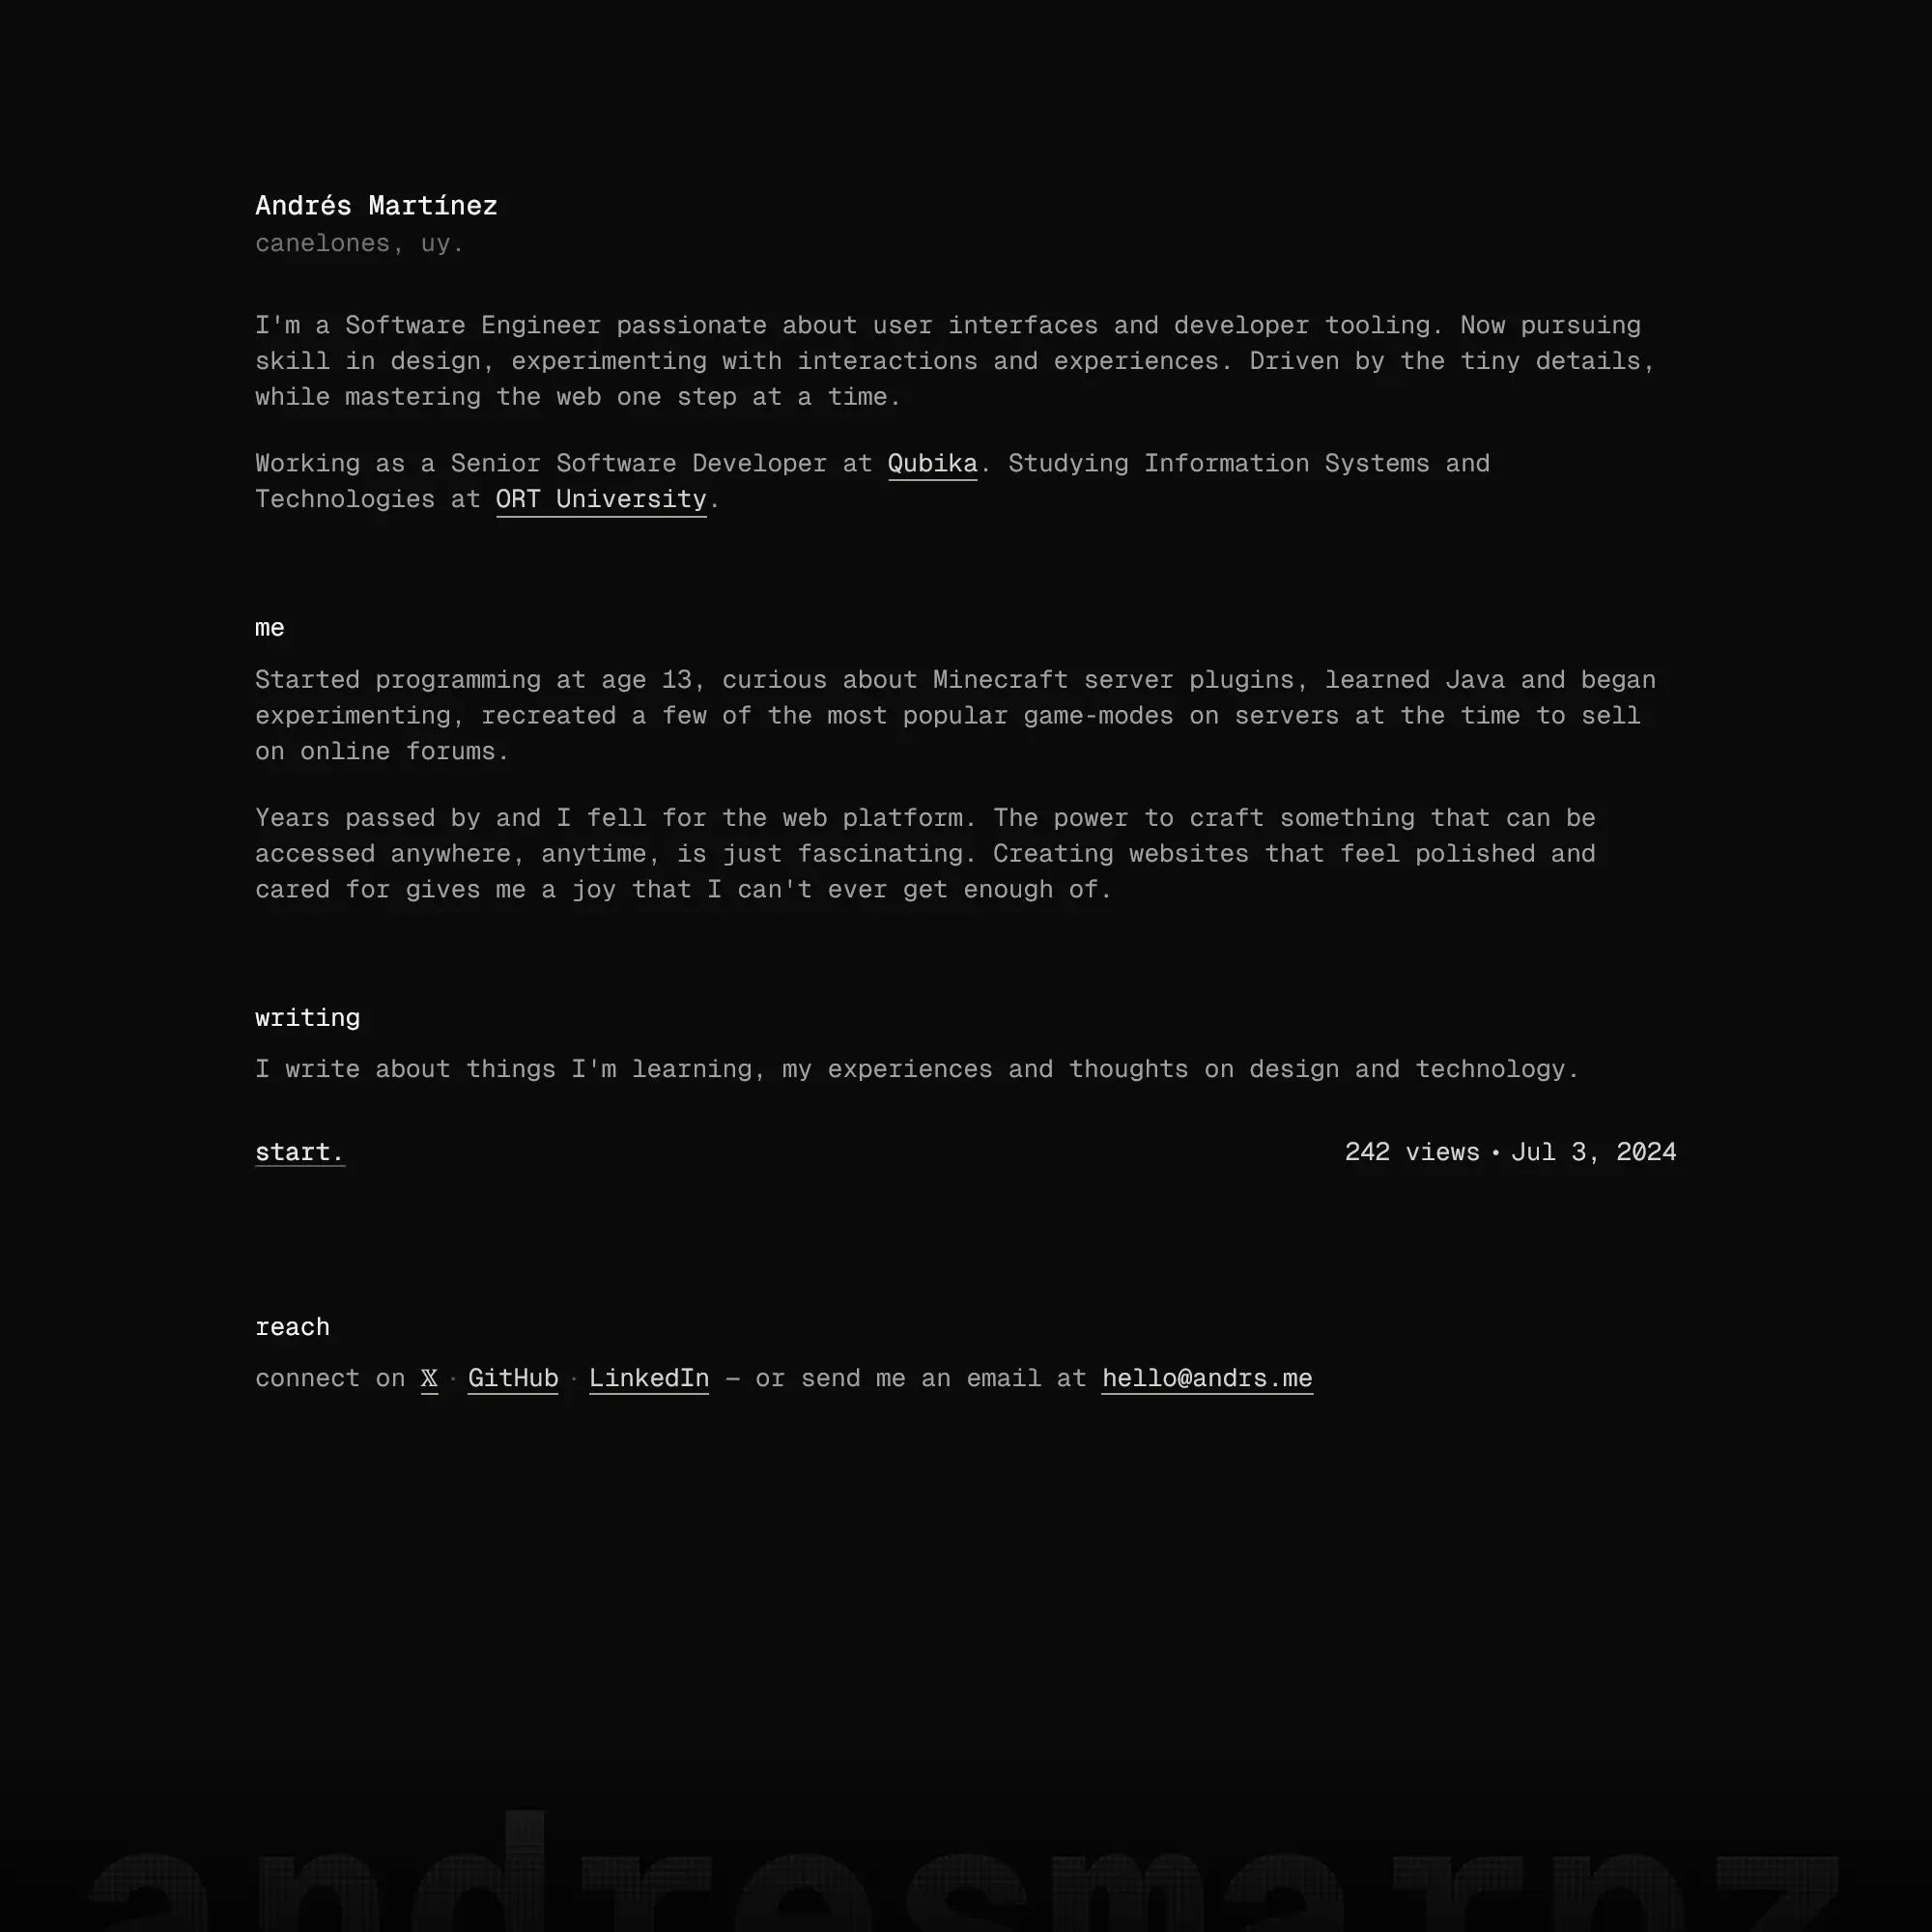 Andrés Martínez
canelones, uy.
I'm a Software Engineer passionate about user interfaces and developer tooling. Now pursuing
skill in design, experimenting with interactions and experiences. Driven by the tiny details,
while mastering the web one step at a time.
Working as a Senior Software Developer at Qubika. Studying Information Systems and
Technologies at ORT University.
me
Started programming at age 13, curious about Minecraft server plugins, learned Java and began
experimenting, recreated a few of the most popular game-modes on servers at the time to sell
on online forums.
Years passed by and I fell for the web platform. The power to craft something that can be
accessed anywhere, anytime, is just fascinating. Creating websites that feel polished and
cared for gives me a joy that I can't ever get enough of.
writing
I write about things I'm learning, my experiences and thoughts on design and technology.
start. 242 views • Jul 3, 2024
reach
connect on 𝕏 · GitHub · LinkedIn — or send me an email at hello@andrs.me
andresmarnz